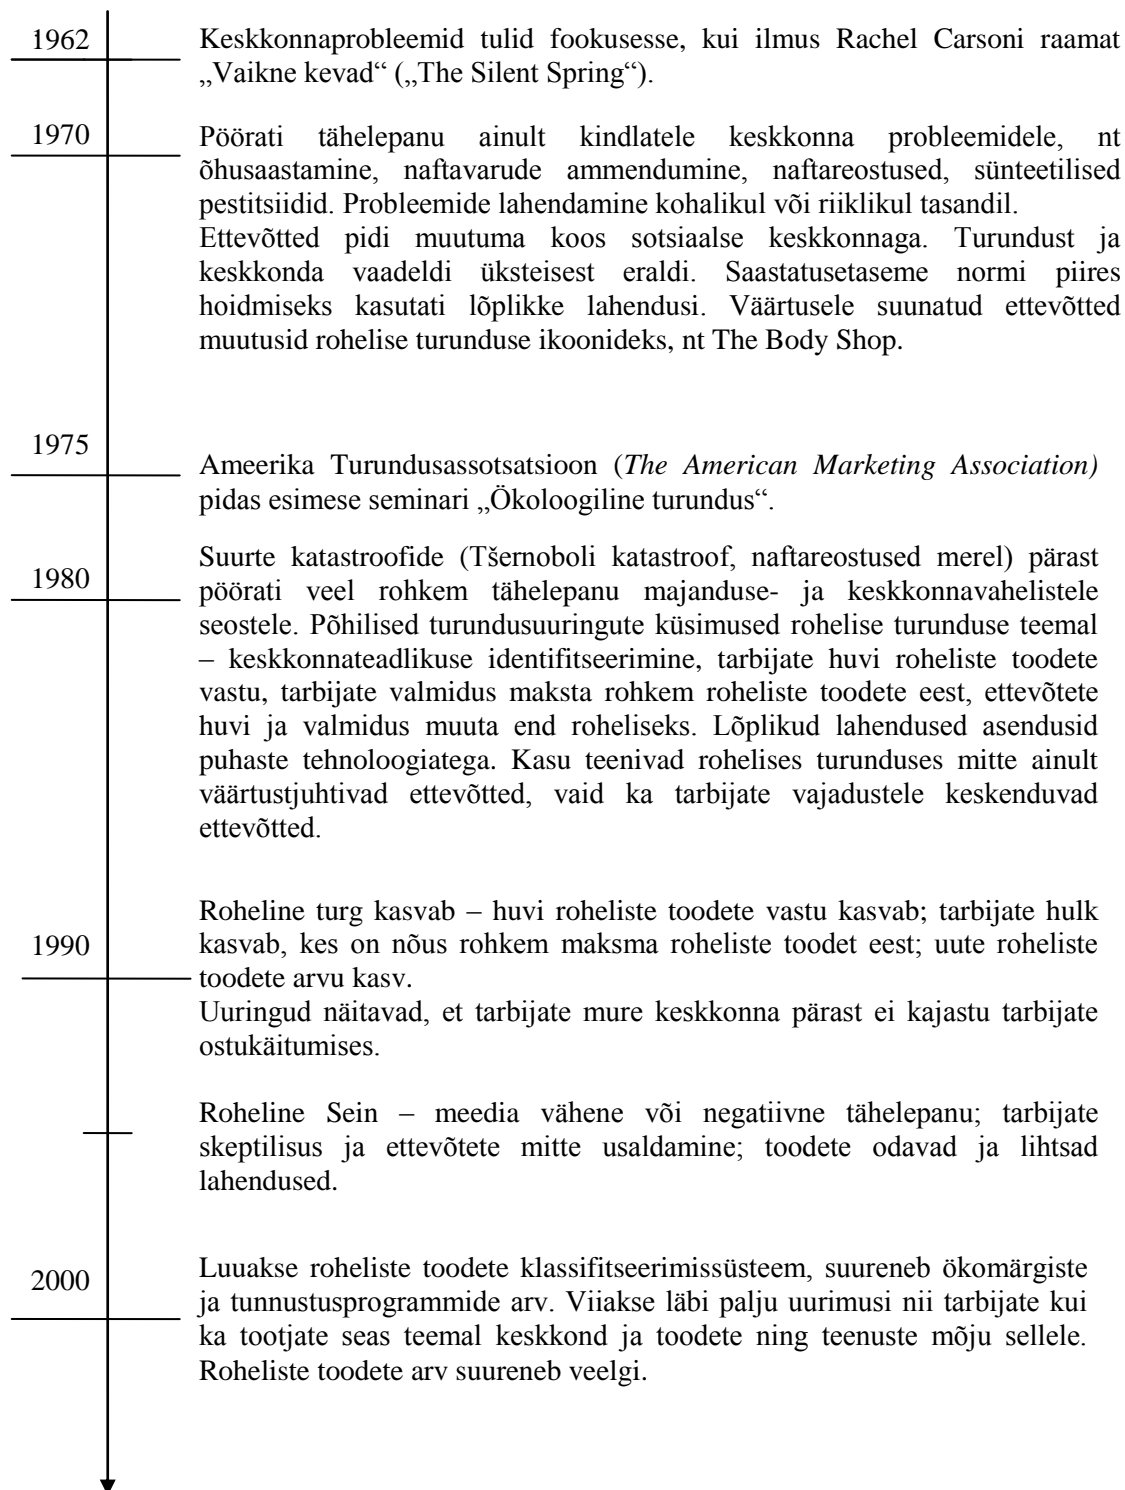 1962
Keskkonnaprobleemid tulid fookusesse, kui ilmus Rachel Carsoni raamat
„Vaikne kevad“ („The Silent Spring“).
1970
Pöörati tähelepanu ainult kindlatele keskkonna probleemidele, nt
õhusaastamine, naftavarude ammendumine, naftareostused, sünteetilised
pestitsiidid. Probleemide lahendamine kohalikul või riiklikul tasandil.
Ettevõtted pidi muutuma koos sotsiaalse keskkonnaga. Turundust ja
keskkonda vaadeldi üksteisest eraldi. Saastatusetaseme normi piires
hoidmiseks kasutati lõplikke lahendusi. Väärtusele suunatud ettevõtted
muutusid rohelise turunduse ikoonideks, nt The Body Shop.
1975
Ameerika Turundusassotsatsioon (The American Marketing Association)
pidas esimese seminari „Ökoloogiline turundus“.
1980
Suurte katastroofide (Tšernoboli katastroof, naftareostused merel) pärast
pöörati veel rohkem tähelepanu majanduse- ja keskkonnavahelistele
seostele. Põhilised turundusuuringute küsimused rohelise turunduse teemal
– keskkonnateadlikuse identifitseerimine, tarbijate huvi roheliste toodete
vastu, tarbijate valmidus maksta rohkem roheliste toodete eest, ettevõtete
huvi ja valmidus muuta end roheliseks. Lõplikud lahendused asendusid
puhaste tehnoloogiatega. Kasu teenivad rohelises turunduses mitte ainult
väärtustjuhtivad ettevõtted, vaid ka tarbijate vajadustele keskenduvad
ettevõtted.
1990
Roheline turg kasvab – huvi roheliste toodete vastu kasvab; tarbijate hulk
kasvab, kes on nõus rohkem maksma roheliste toodet eest; uute roheliste
toodete arvu kasv.
Uuringud näitavad, et tarbijate mure keskkonna pärast ei kajastu tarbijate
ostukäitumises.
Roheline Sein – meedia vähene või negatiivne tähelepanu; tarbijate
skeptilisus ja ettevõtete mitte usaldamine; toodete odavad ja lihtsad
lahendused.
2000
Luuakse roheliste toodete klassifitseerimissüsteem, suureneb ökomärgiste
ja tunnustusprogrammide arv. Viiakse läbi palju uurimusi nii tarbijate kui
ka tootjate seas teemal keskkond ja toodete ning teenuste mõju sellele.
Roheliste toodete arv suureneb veelgi.